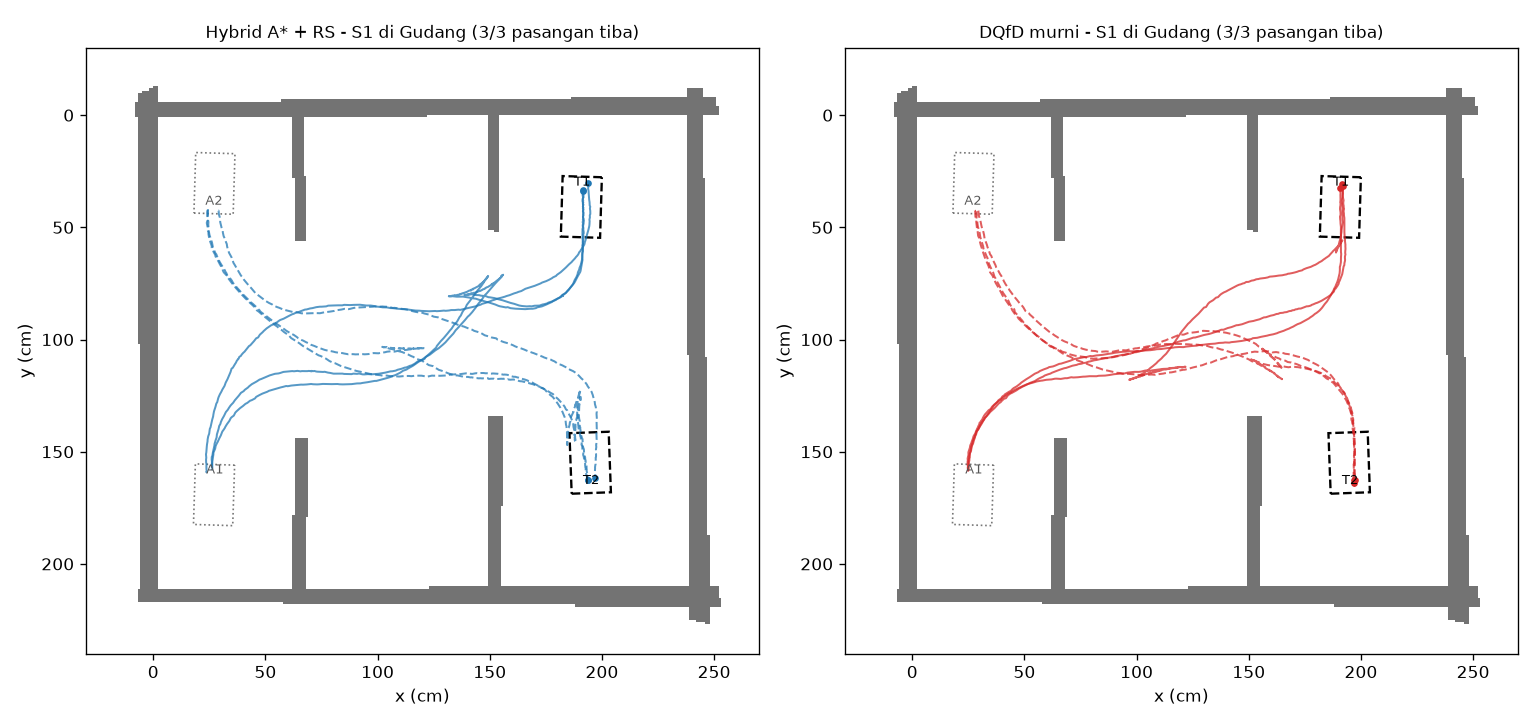 Hybrid A* + RS - S1 di Gudang (3/3 pasangan tiba)
0
50
100
150
200
y (cm)
0
50
100
150
200
250
x (cm)
A2
T1
A1
T2
DQfD murni - S1 di Gudang (3/3 pasangan tiba)
0
50
100
150
200
y (cm)
0
50
100
150
200
250
x (cm)
A2
T1
A1
T2